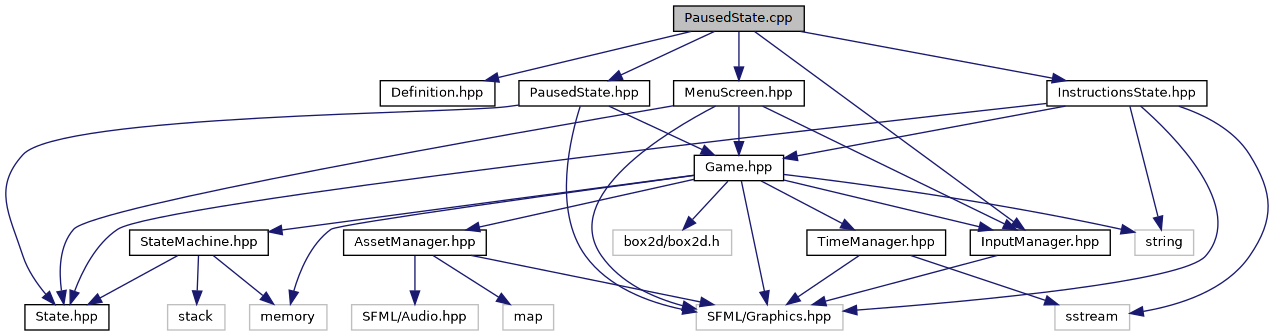 PausedState.cpp
Definition.hpp
PausedState.hpp
MenuScreen.hpp
InstructionsState.hpp
Game.hpp
StateMachine.hpp
AssetManager.hpp
box2d/box2d.h
TimeManager.hpp
InputManager.hpp
string
State.hpp
stack
memory
SFML/Audio.hpp
map
SFML/Graphics.hpp
sstream